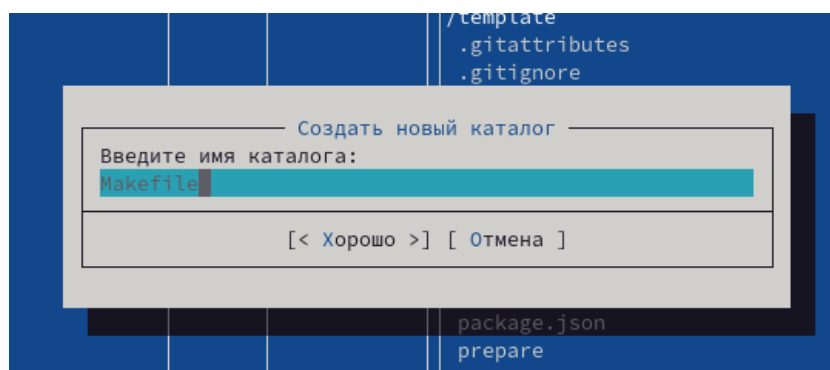 /template
.gitattributes
.gitignore
Создать новый каталог
Введите имя каталога:
Makefile
[< Хорошо >] [ Отмена ]
package.json
prepare